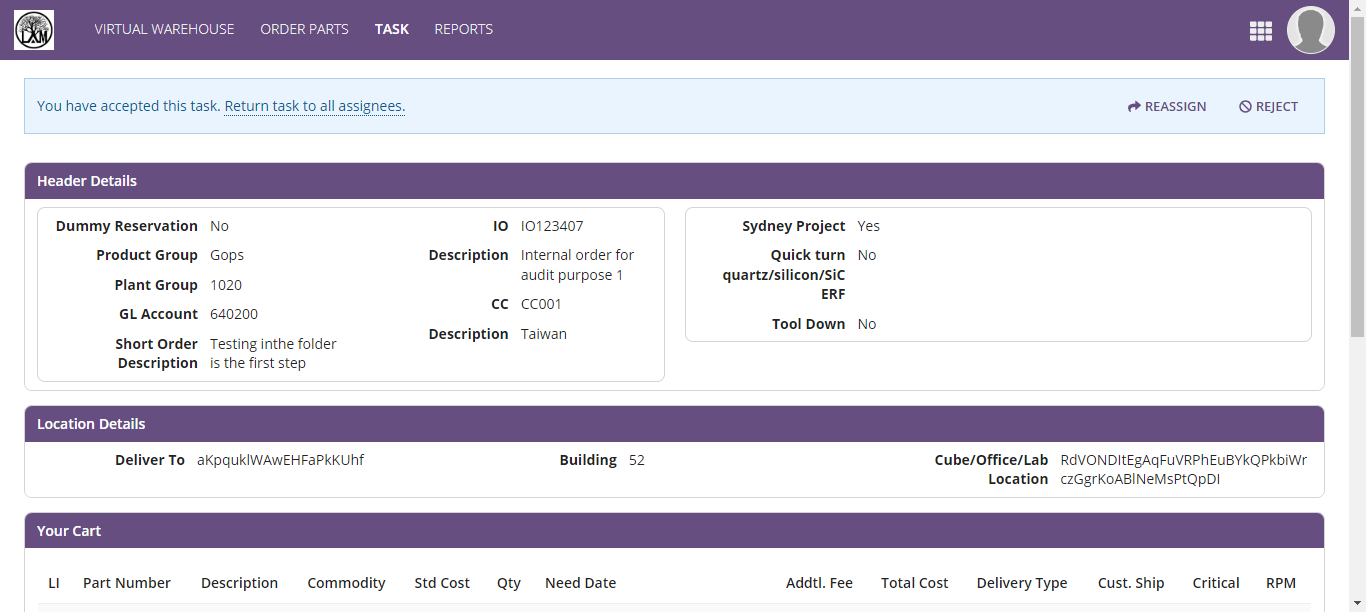 LXM
VIRTUAL WAREHOUSE ORDER PARTS TASK REPORTS
You have accepted this task. Return task to all assignees.
REASSIGN REJECT
Header Details
Dummy Reservation No
Product Group Gops
Plant Group 1020
GL Account 640200
Short Order Description Testing inthe folder
is the first step
IO IO123407
Description Internal order for
audit purpose 1
CC CC001
Description Taiwan
Sydney Project Yes
Quick turn No
quartz/silicon/SiC
ERF
Tool Down No
Location Details
Deliver To aKpquklWAwEHFaPkKUhf
Building 52
Cube/Office/Lab RdVONDItEgAqFuVRPhEuBYkQPkbiWr
Location czGgrKoABlNeMsPtQpDI
Your Cart
LI Part Number Description Commodity Std Cost Qty Need Date Addtl. Fee Total Cost Delivery Type Cust. Ship Critical RPM